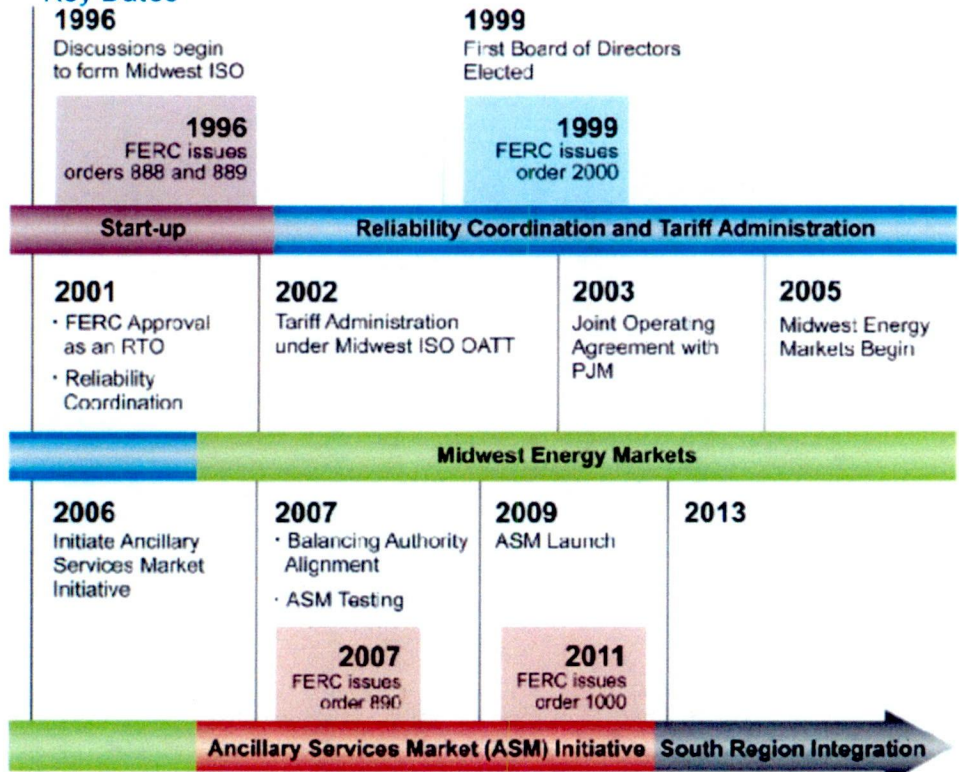 Key Dates
1996
Discussions begin
to form Midwest ISO
1999
First Board of Directors
Elected
1996
FERC issues
orders 888 and 889
1999
FERC issues
order 2000
Start-up
Reliability Coordination and Tariff Administration
2001
· FERC Approval
as an RTO
· Reliability
Coordination
2002
Tariff Administration
under Midwest ISO OATT
2003
Joint Operating
Agreement with
PJM
2005
Midwest Energy
Markets Begin
Midwest Energy Markets
2006
Initiate Ancillary
Services Market
Initiative
2007
· Balancing Authority
Alignment
· ASM Testing
2009
ASM Launch
2013
2007
FERC issues
order 890
2011
FERC issues
order 1000
Ancillary Services Market (ASM) Initiative
South Region Integration